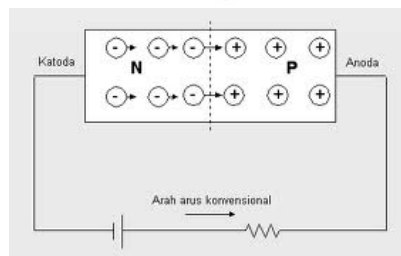 - - - + + +
Katoda N P Anoda
- - - + + +
Arah arus konvensional